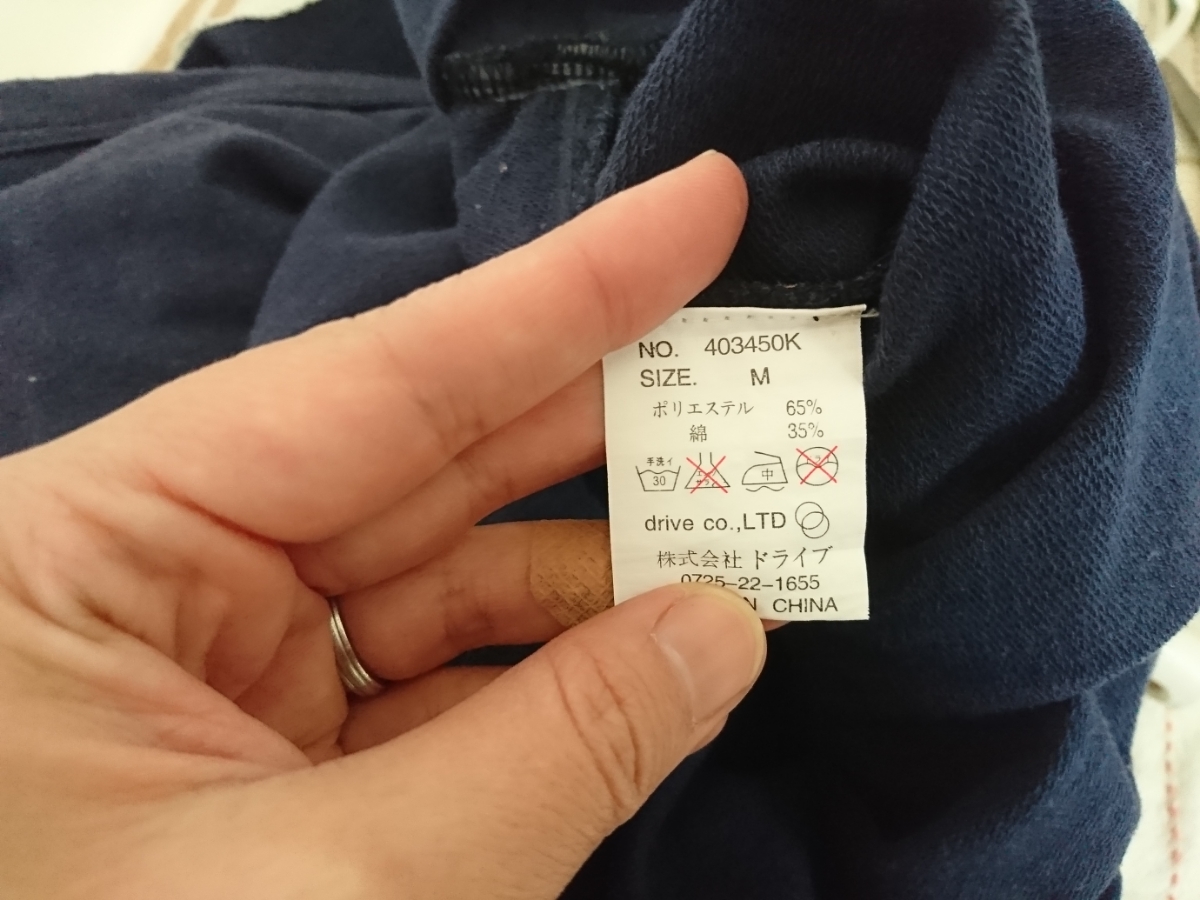 NO. 403450K
SIZE. M
ポリエステル 65%
綿 35%
手洗イ
30
中
drive co.,LTD
株式会社 ドライブ
0725-22-1655
CHINA